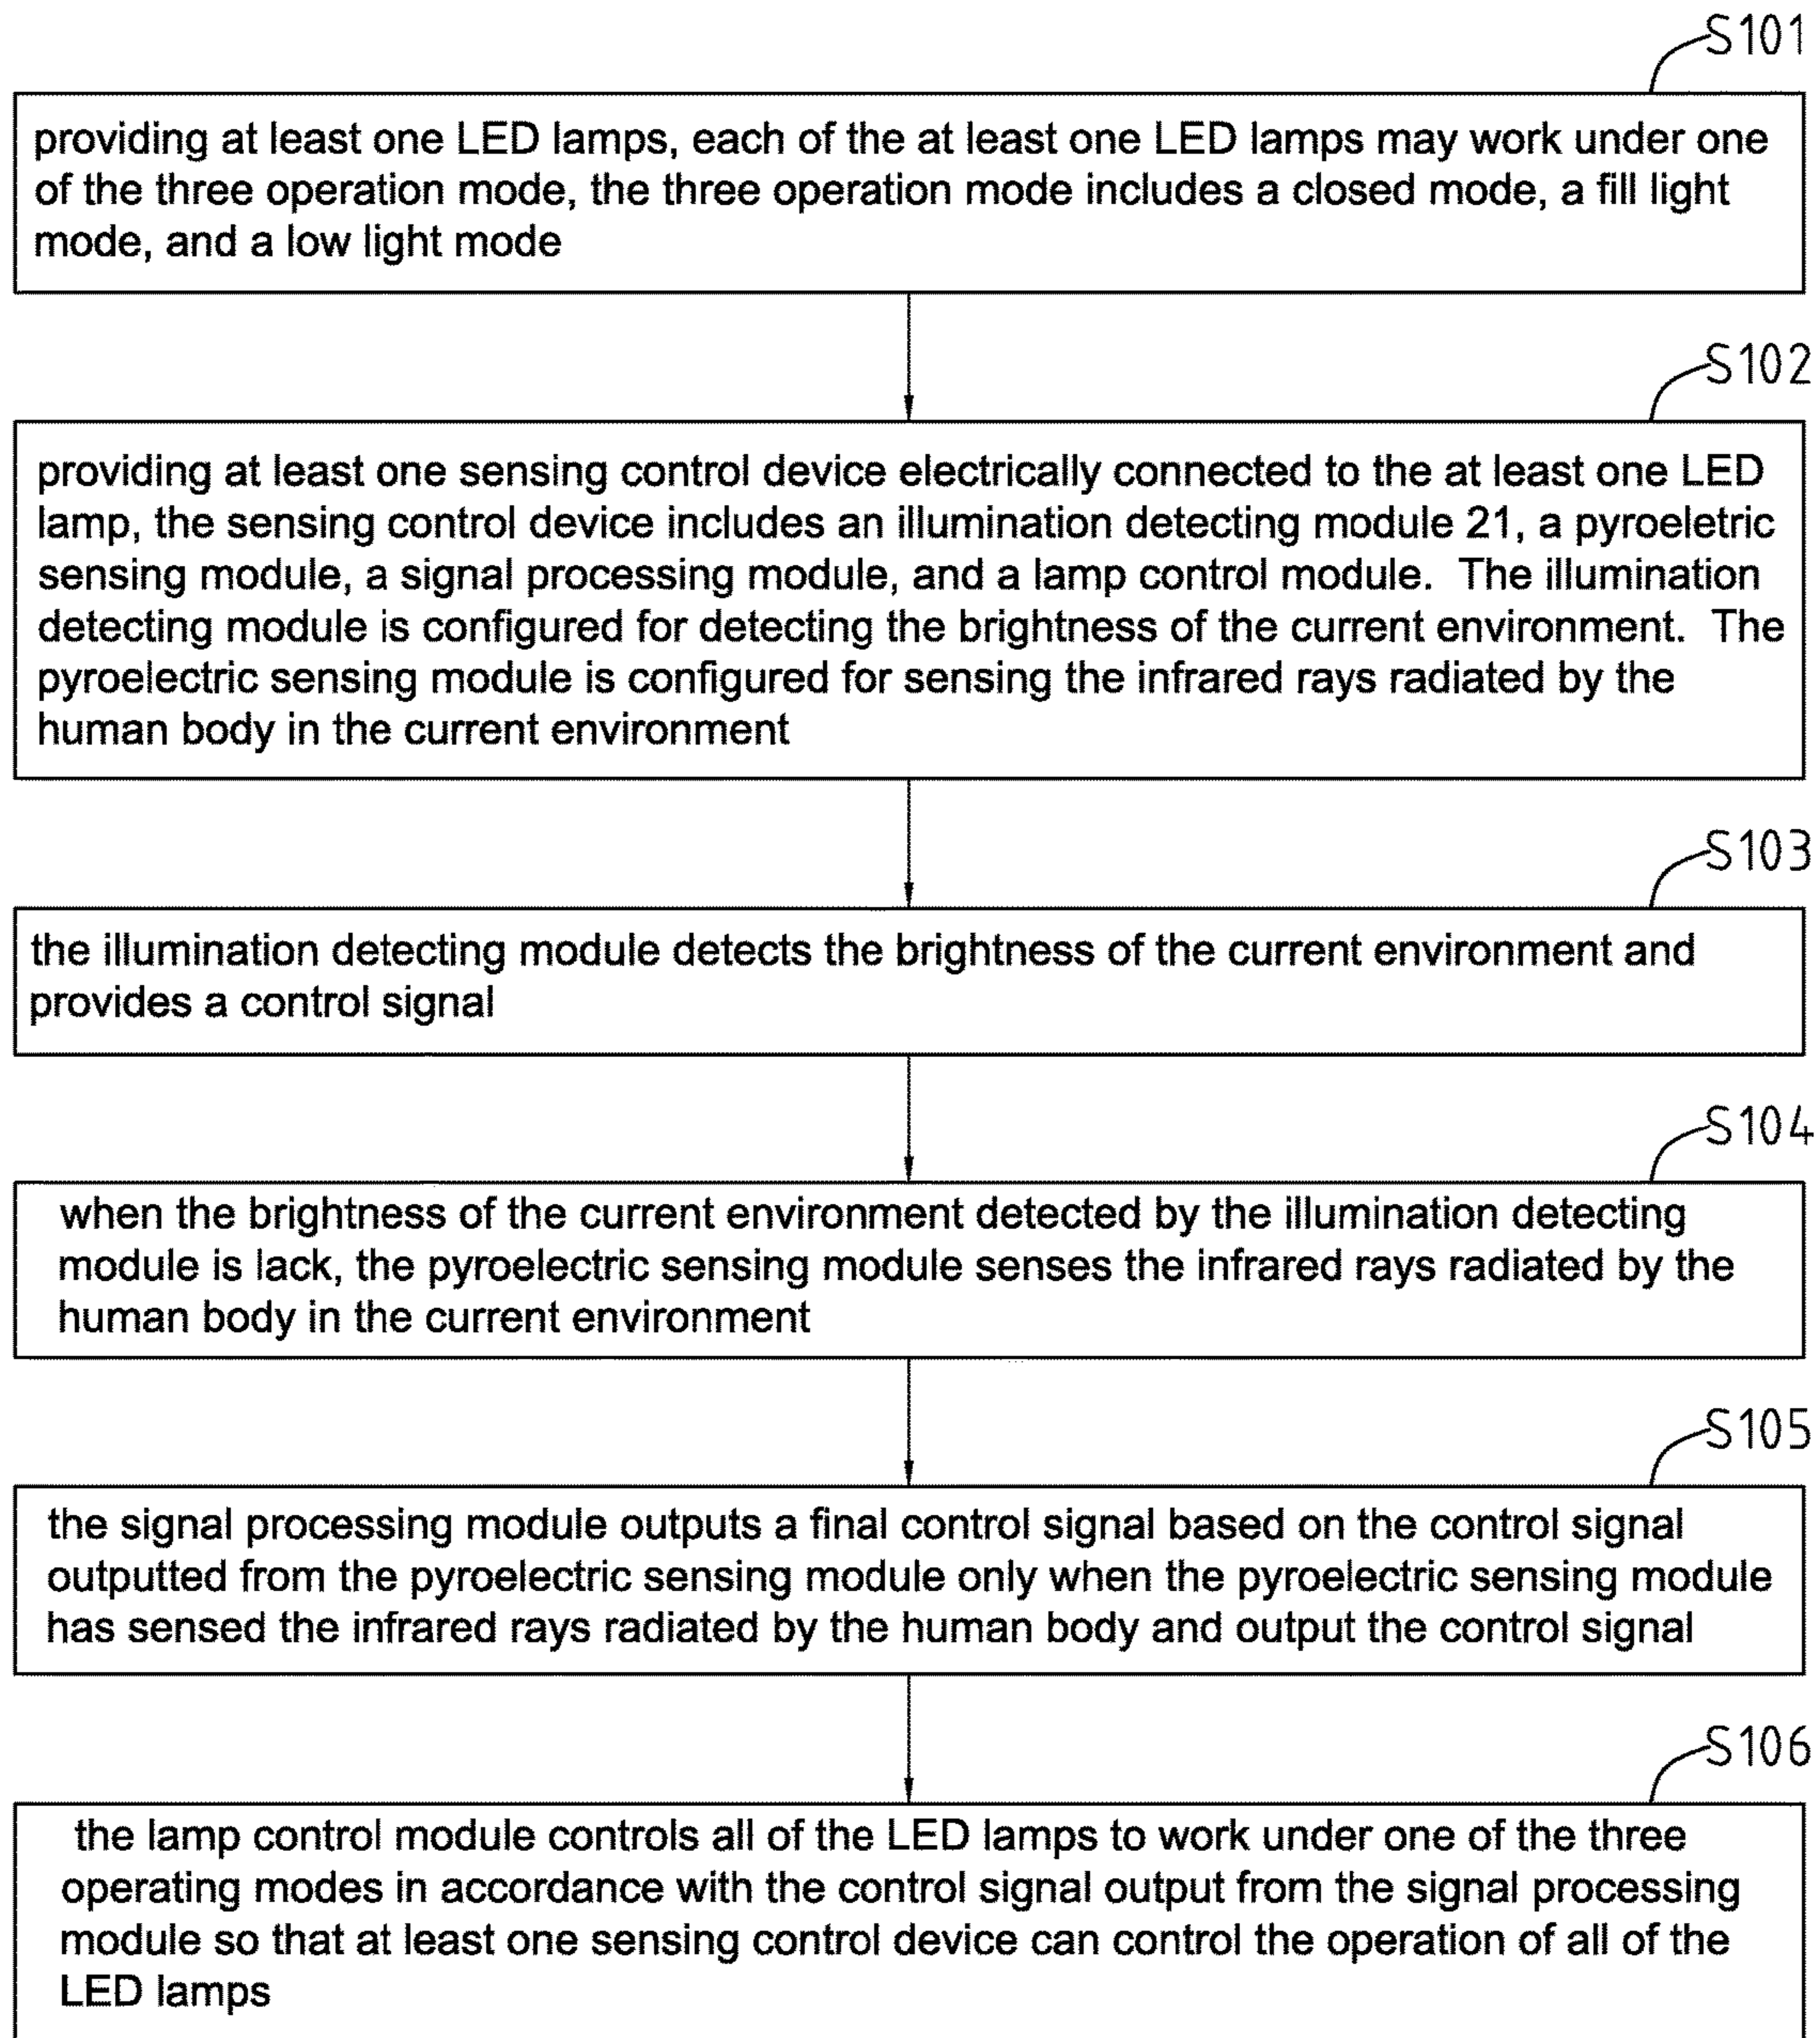 S101
providing at least one LED lamps, each of the at least one LED lamps may work under one
of the three operation mode, the three operation mode includes a closed mode, a fill light
mode, and a low light mode
S102
providing at least one sensing control device electrically connected to the at least one LED
lamp, the sensing control device includes an illumination detecting module 21, a pyroeletric
sensing module, a signal processing module, and a lamp control module. The illumination
detecting module is configured for detecting the brightness of the current environment. The
pyroelectric sensing module is configured for sensing the infrared rays radiated by the
human body in the current environment
S103
the illumination detecting module detects the brightness of the current environment and
provides a control signal
S104
when the brightness of the current environment detected by the illumination detecting
module is lack, the pyroelectric sensing module senses the infrared rays radiated by the
human body in the current environment
S105
the signal processing module outputs a final control signal based on the control signal
outputted from the pyroelectric sensing module only when the pyroelectric sensing module
has sensed the infrared rays radiated by the human body and output the control signal
S106
the lamp control module controls all of the LED lamps to work under one of the three
operating modes in accordance with the control signal output from the signal processing
module so that at least one sensing control device can control the operation of all of the
LED lamps